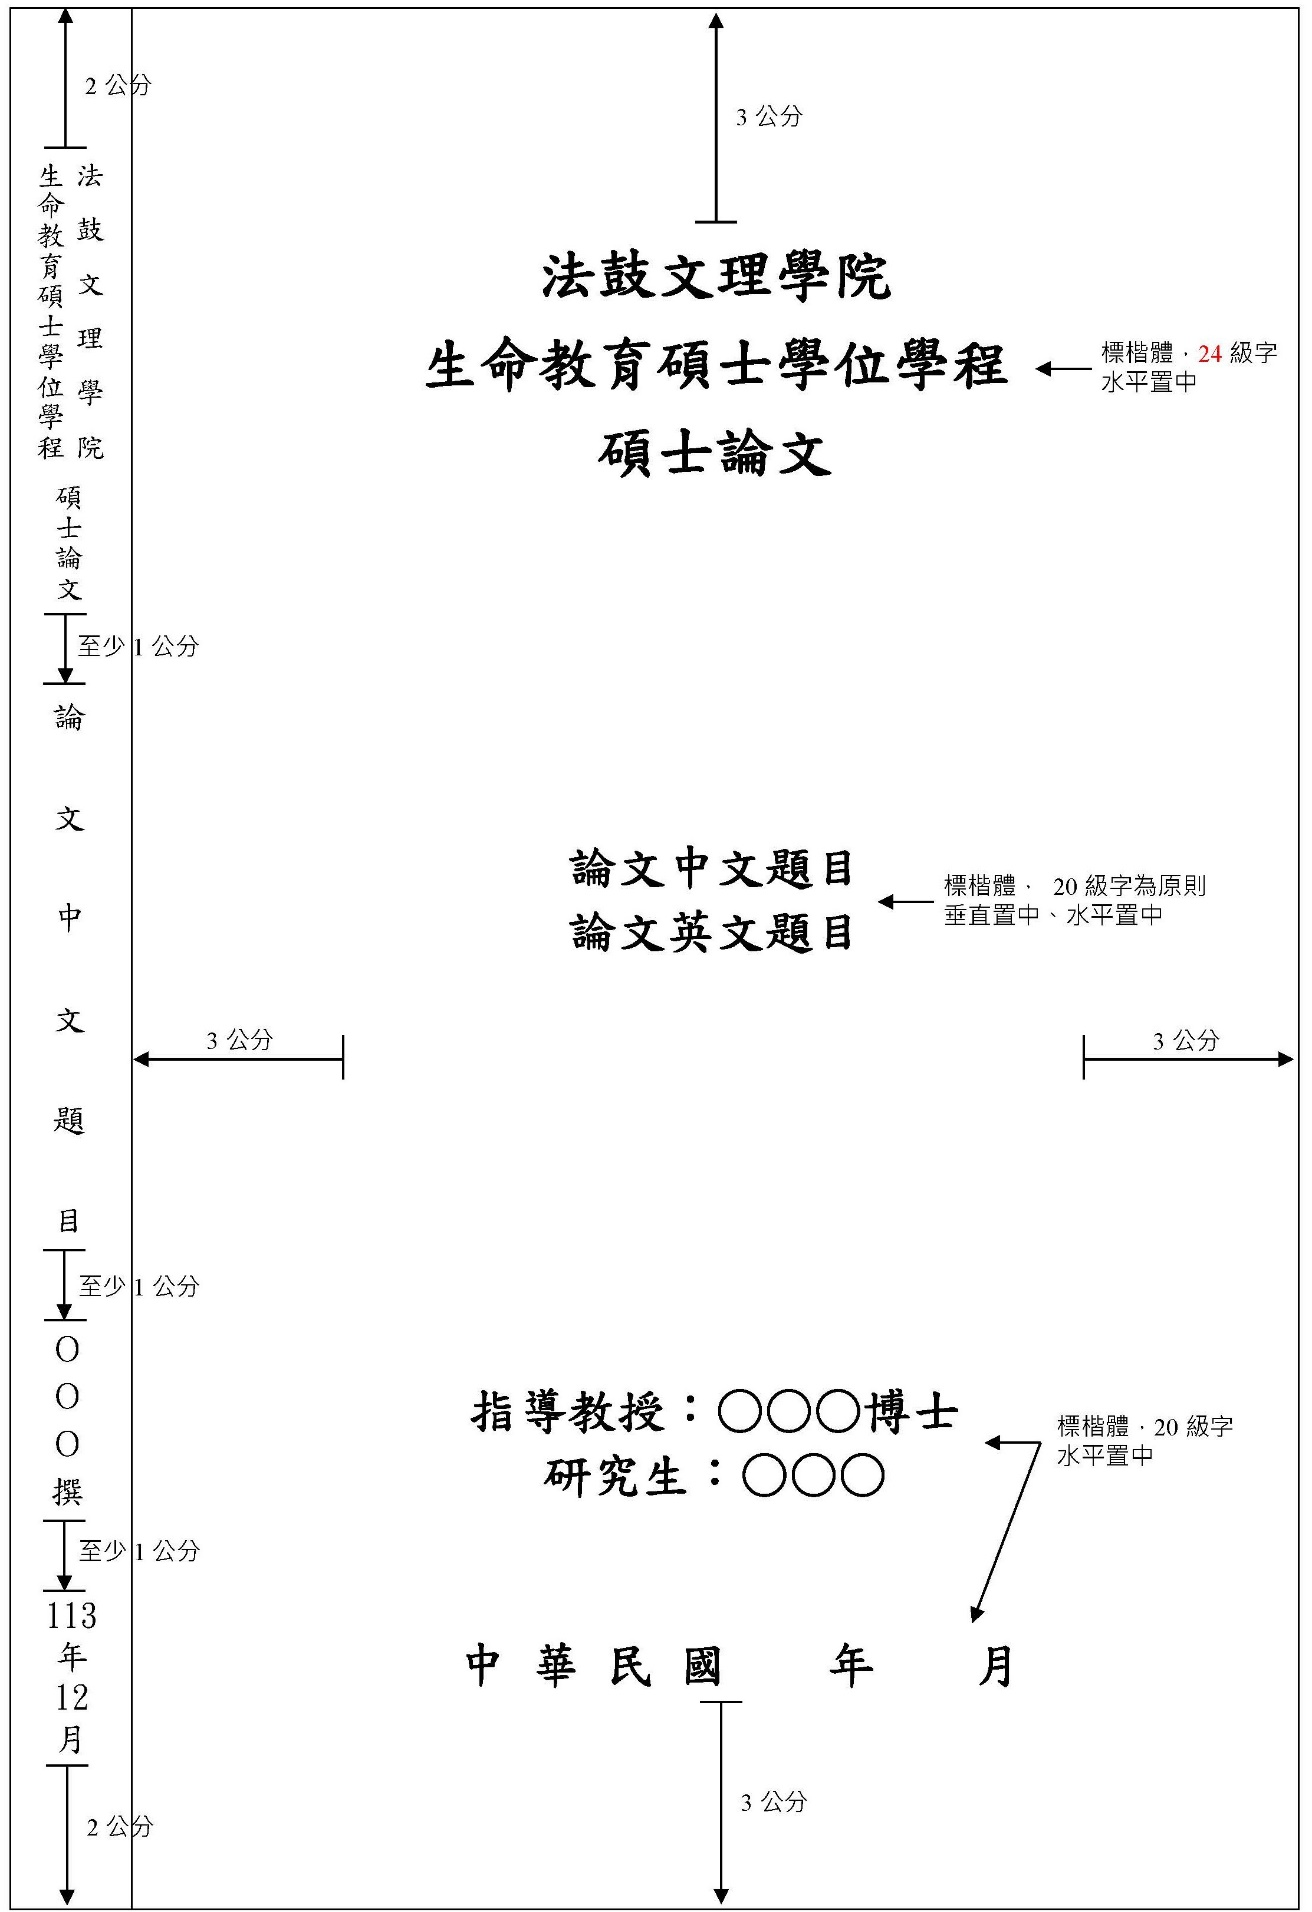 2 公分
法鼓文理學院
生命教育碩士學位學程
碩士論文
至少 1 公分
論文中文題目
至少 1 公分
OOO撰
至少 1 公分
113
年
12
月
2 公分
3 公分
法鼓文理學院
生命教育碩士學位學程
碩士論文
標楷體，24 級字
水平置中
論文中文題目
論文英文題目
標楷體， 20 級字為原則
垂直置中、水平置中
3 公分
3 公分
指導教授：○○○博士
研究生：○○○
標楷體，20 級字
水平置中
中 華 民 國 年 月
3 公分